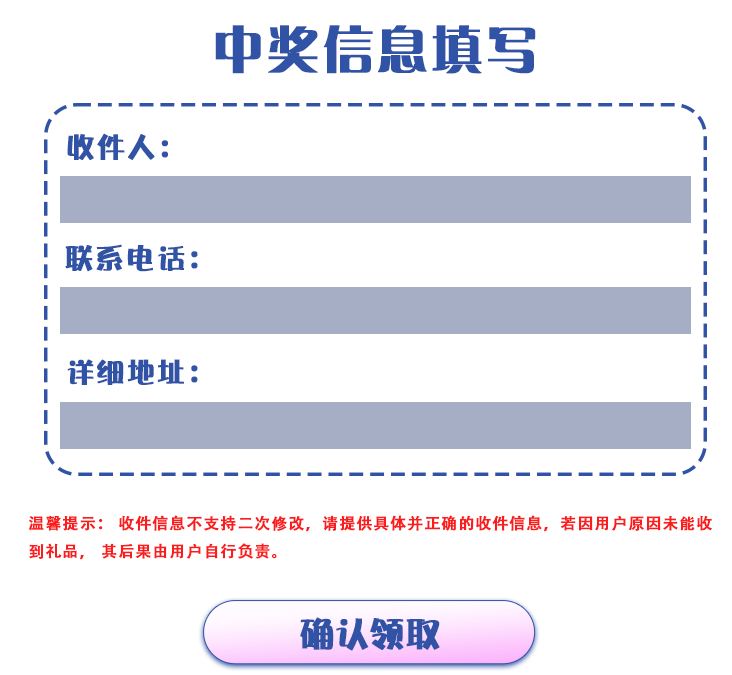 中奖信息填写
收件人：
联系电话：
详细地址：
温馨提示： 收件信息不支持二次修改，请提供具体并正确的收件信息，若因用户原因未能收
到礼品， 其后果由用户自行负责。
确认领取